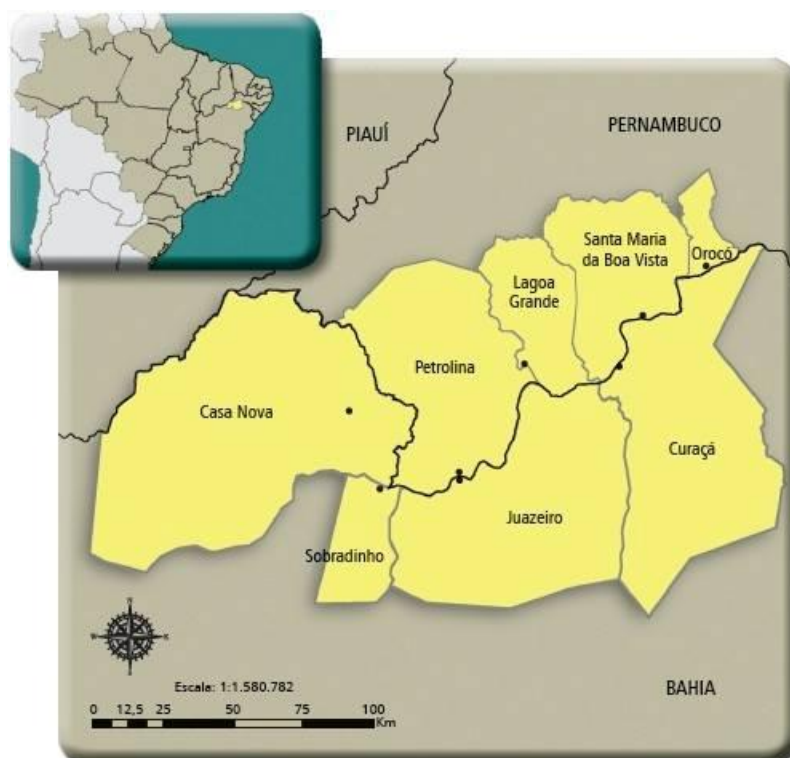 PIAUÍ
PERNAMBUCO
Santa Maria
da Boa Vista
Orocó
Lagoa
Grande
Petrolina
Casa Nova
Curaçá
Juazeiro
Sobradinho
Escala: 1:1.580.782
0 12,5 25 50 75 100
Km
BAHIA